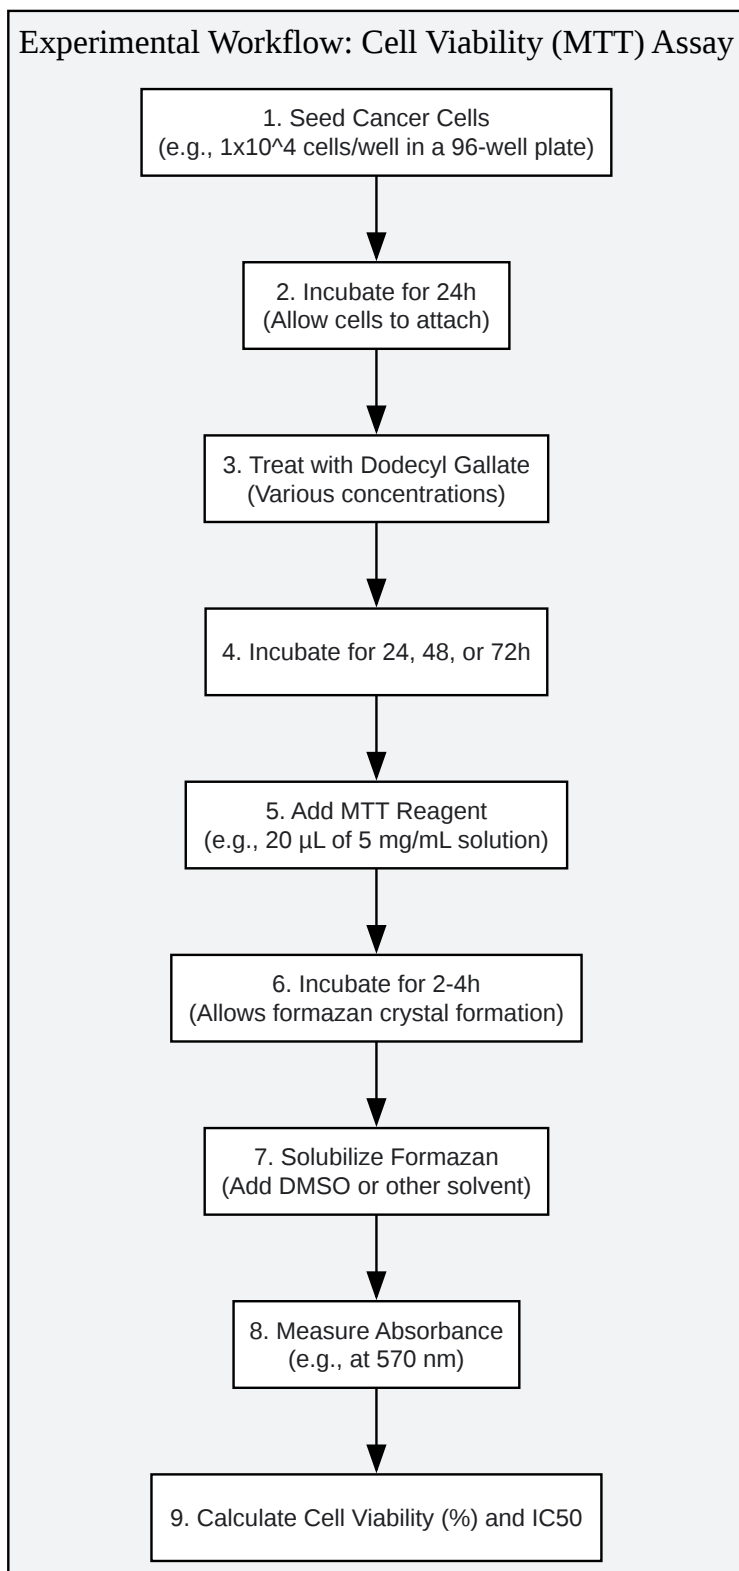 Experimental Workflow: Cell Viability (MTT) Assay
1. Seed Cancer Cells
(e.g., 1x10^4 cells/well in a 96-well plate)
2. Incubate for 24h
(Allow cells to attach)
3. Treat with Dodecyl Gallate
(Various concentrations)
4. Incubate for 24, 48, or 72h
5. Add MTT Reagent
(e.g., 20 µL of 5 mg/mL solution)
6. Incubate for 2-4h
(Allows formazan crystal formation)
7. Solubilize Formazan
(Add DMSO or other solvent)
8. Measure Absorbance
(e.g., at 570 nm)
9. Calculate Cell Viability (%) and IC50